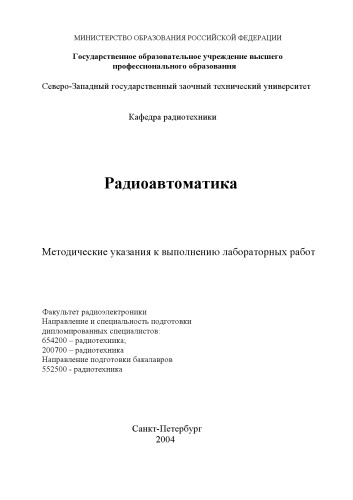 МИНИСТЕРСТВО ОБРАЗОВАНИЯ РОССИЙСКОЙ ФЕДЕРАЦИИ
Государственное образовательное учреждение высшего
профессионального образования
Северо-Западный государственный заочный технический университет
Кафедра радиотехники
Радиоавтоматика
Методические указания к выполнению лабораторных работ
Факультет радиоэлектроники
Направление и специальность подготовки
дипломированных специалистов:
654200 – радиотехника;
200700 – радиотехника
Направление подготовки бакалавров
552500 - радиотехника
Санкт-Петербург
2004